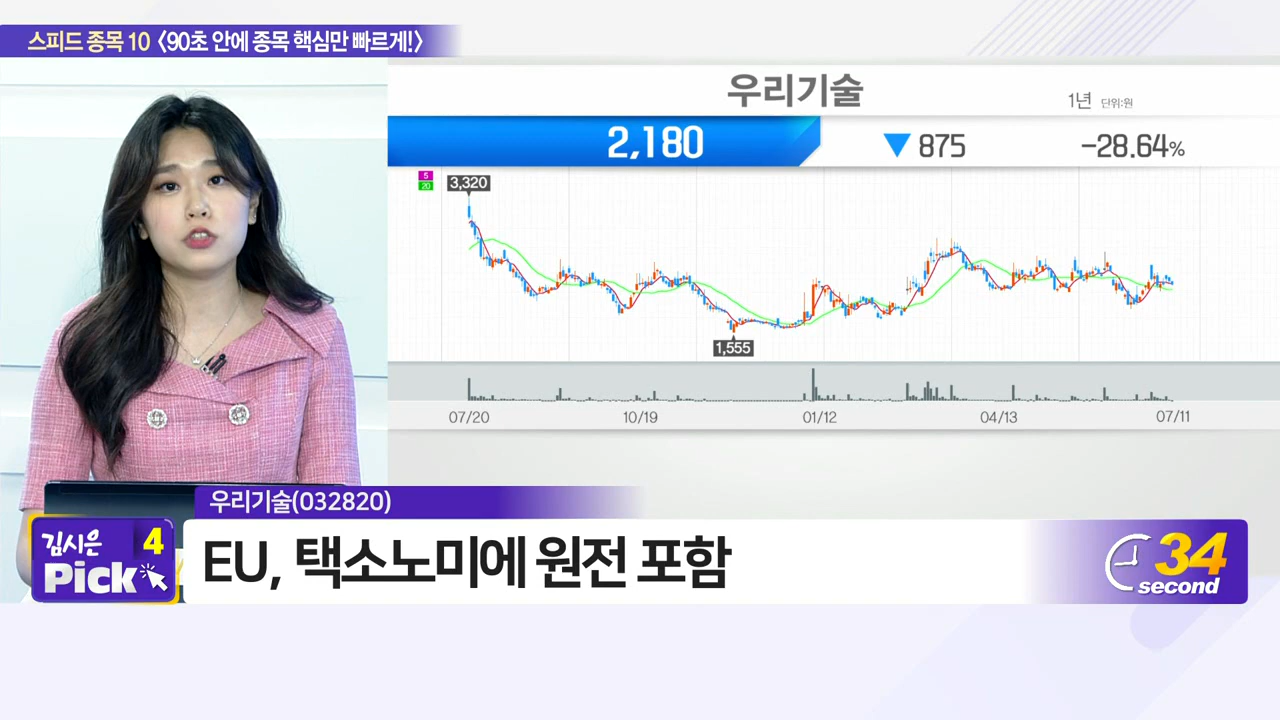 스피드 종목 10 〈90초 안에 종목 핵심만 빠르게!〉
우리기술
1년 단위:원
2,180 ▼ 875 -28.64%
5
20
3,320
1,555
07/20 10/19 01/12 04/13 07/11
우리기술(032820)
김시은 4
Pick
EU, 택소노미에 원전 포함
34
second